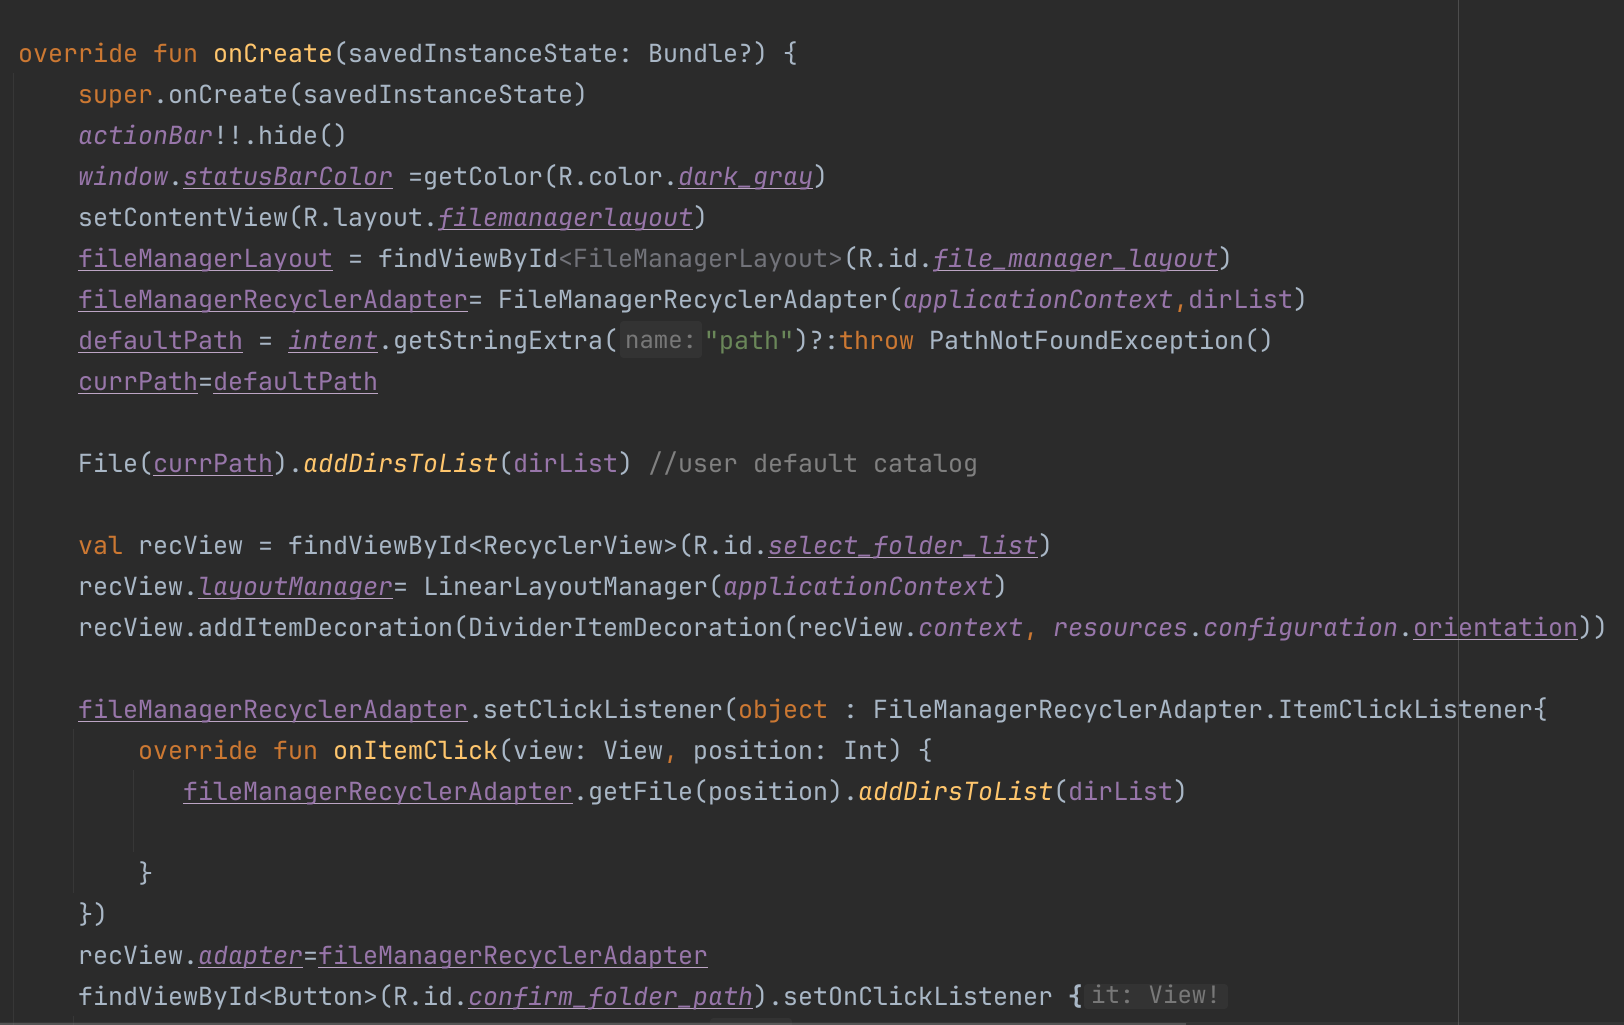 override fun onCreate(savedInstanceState: Bundle?) {
    super.onCreate(savedInstanceState)
    actionBar!!.hide()
    window.statusBarColor =getColor(R.color.dark_gray)
    setContentView(R.layout.filemanagerlayout)
    fileManagerLayout = findViewById<FileManagerLayout>(R.id.file_manager_layout)
    fileManagerRecyclerAdapter= FileManagerRecyclerAdapter(applicationContext,dirList)
    defaultPath = intent.getStringExtra( name: "path")?:throw PathNotFoundException()
    currPath=defaultPath
    File(currPath).addDirsToList(dirList) //user default catalog
    val recView = findViewById<RecyclerView>(R.id.select_folder_list)
    recView.layoutManager= LinearLayoutManager(applicationContext)
    recView.addItemDecoration(DividerItemDecoration(recView.context, resources.configuration.orientation))
    fileManagerRecyclerAdapter.setClickListener(object : FileManagerRecyclerAdapter.ItemClickListener{
        override fun onItemClick(view: View, position: Int) {
           fileManagerRecyclerAdapter.getFile(position).addDirsToList(dirList)
        }
    })
    recView.adapter=fileManagerRecyclerAdapter
    findViewById<Button>(R.id.confirm_folder_path).setOnClickListener { it: View!